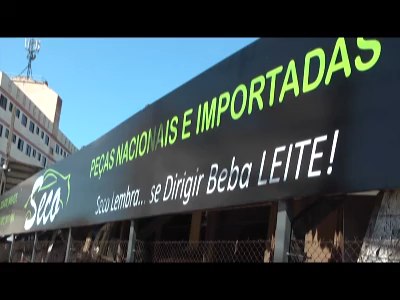 PEÇAS NACIONAIS E IMPORTADAS
Seco
Seco Lembra... se Dirigir Beba LEITE!